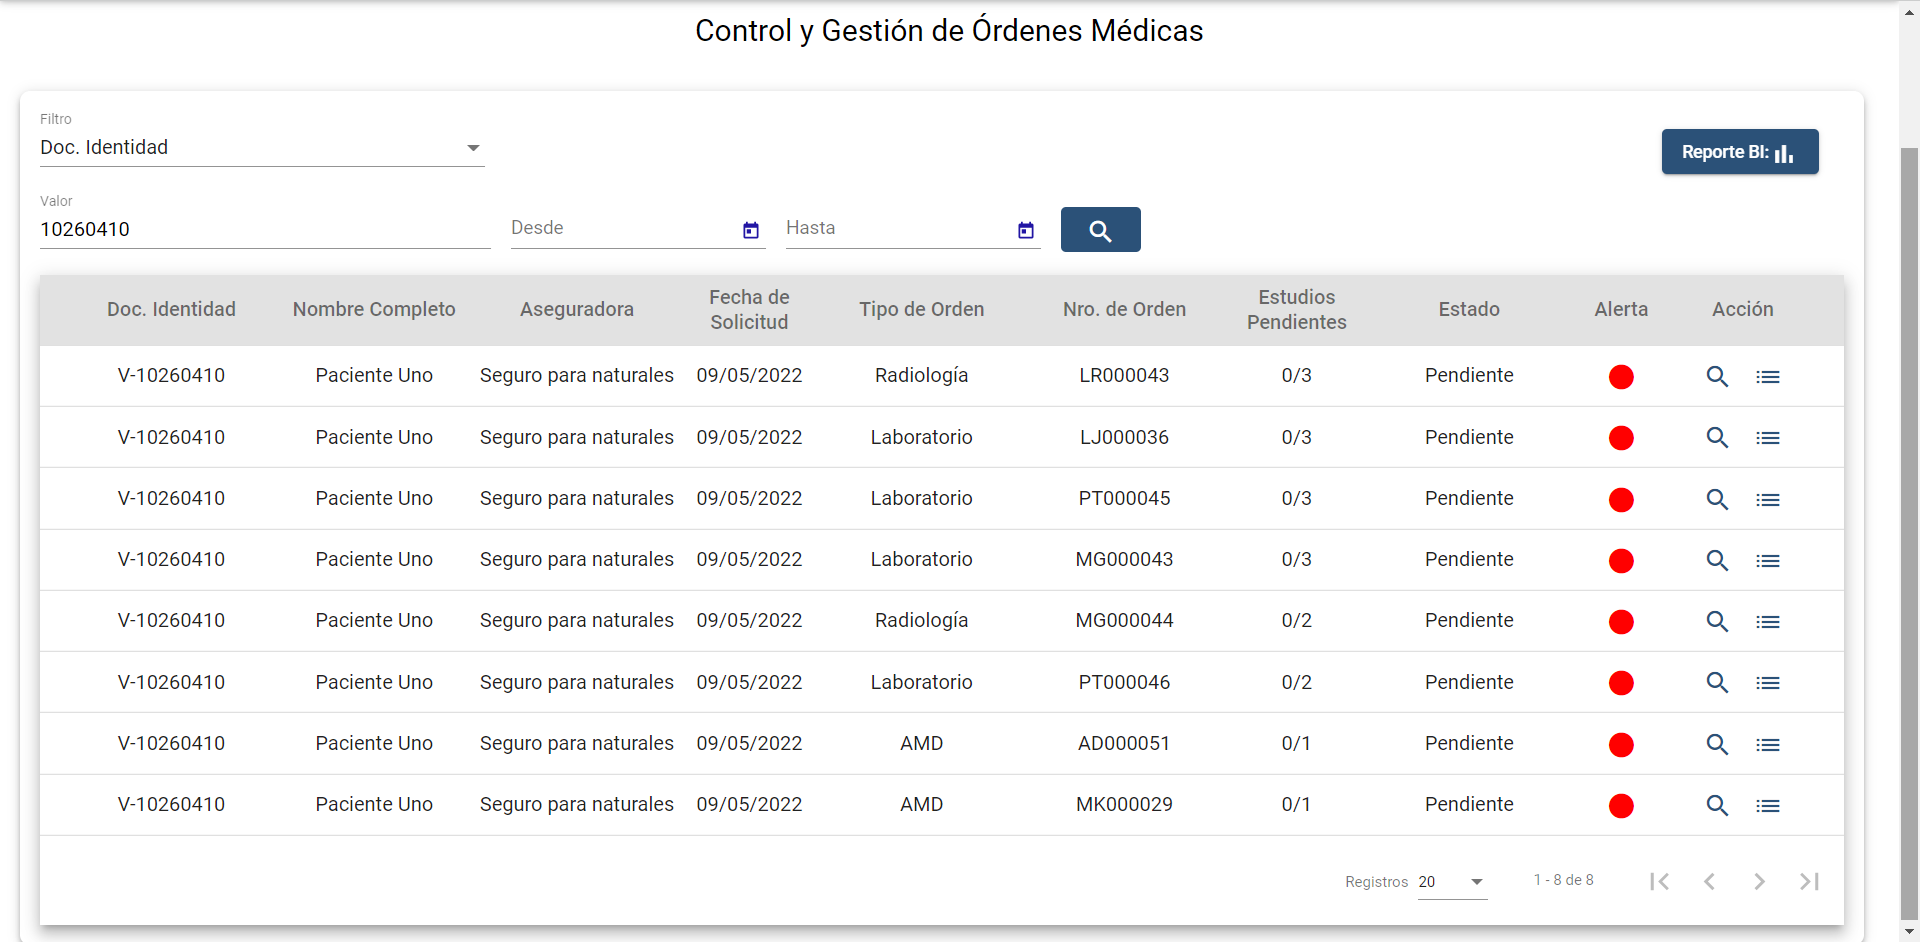 Control y Gestión de Órdenes Médicas
Filtro
Doc. Identidad
Reporte BI:
Valor
10260410
Desde
Hasta
Doc. Identidad Nombre Completo Aseguradora Fecha de Solicitud Tipo de Orden Nro. de Orden Estudios Pendientes Estado Alerta Acción
V-10260410 Paciente Uno Seguro para naturales 09/05/2022 Radiología LR000043 0/3 Pendiente
V-10260410 Paciente Uno Seguro para naturales 09/05/2022 Laboratorio LJ000036 0/3 Pendiente
V-10260410 Paciente Uno Seguro para naturales 09/05/2022 Laboratorio PT000045 0/3 Pendiente
V-10260410 Paciente Uno Seguro para naturales 09/05/2022 Laboratorio MG000043 0/3 Pendiente
V-10260410 Paciente Uno Seguro para naturales 09/05/2022 Radiología MG000044 0/2 Pendiente
V-10260410 Paciente Uno Seguro para naturales 09/05/2022 Laboratorio PT000046 0/2 Pendiente
V-10260410 Paciente Uno Seguro para naturales 09/05/2022 AMD AD000051 0/1 Pendiente
V-10260410 Paciente Uno Seguro para naturales 09/05/2022 AMD MK000029 0/1 Pendiente
Registros 20 1 - 8 de 8